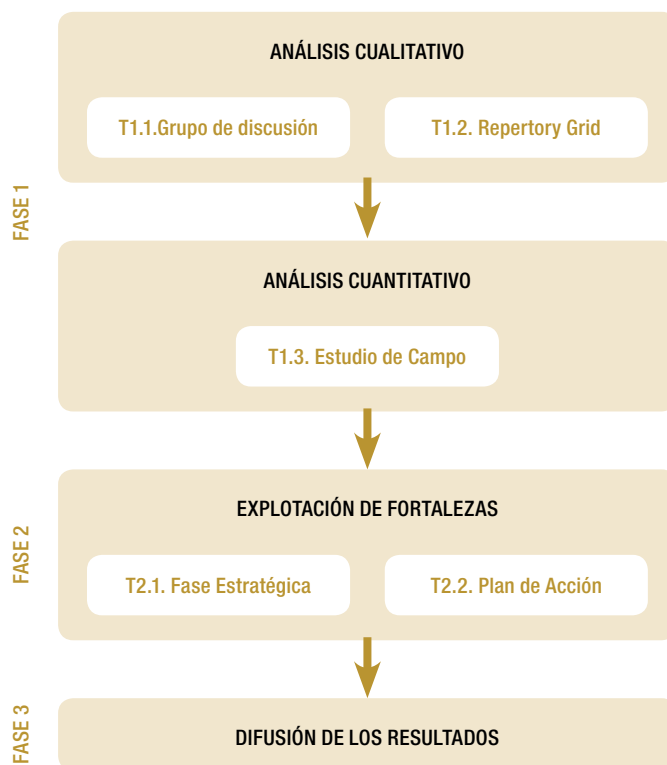 FASE 1
ANÁLISIS CUALITATIVO
T1.1.Grupo de discusión
T1.2. Repertory Grid
ANÁLISIS CUANTITATIVO
T1.3. Estudio de Campo
FASE 2
EXPLOTACIÓN DE FORTALEZAS
T2.1. Fase Estratégica
T2.2. Plan de Acción
FASE 3
DIFUSIÓN DE LOS RESULTADOS